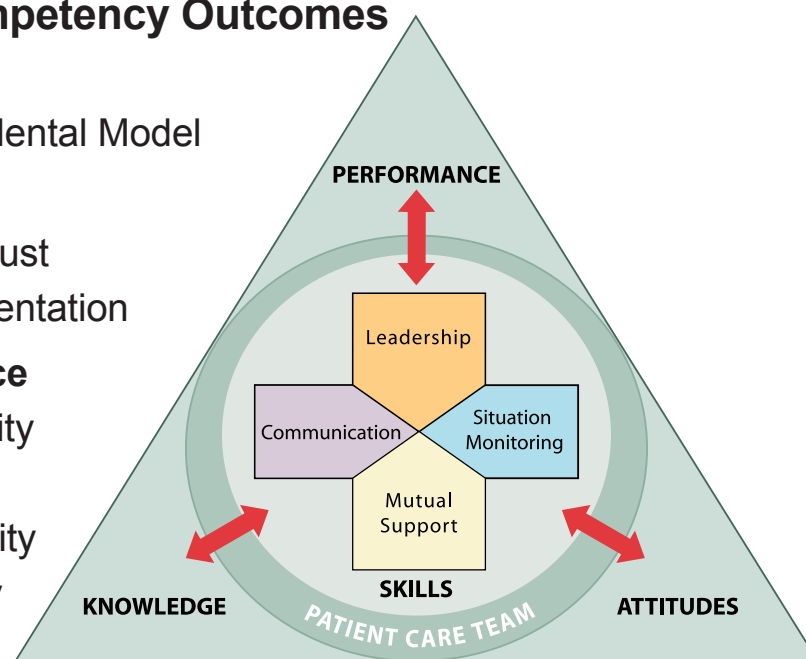 mpetency Outcomes
ental Model
ust
entation
ce
ity
ity
PERFORMANCE
Leadership
Communication
Situation
Monitoring
Mutual
Support
SKILLS
KNOWLEDGE
ATTITUDES
PATIENT CARE TEAM